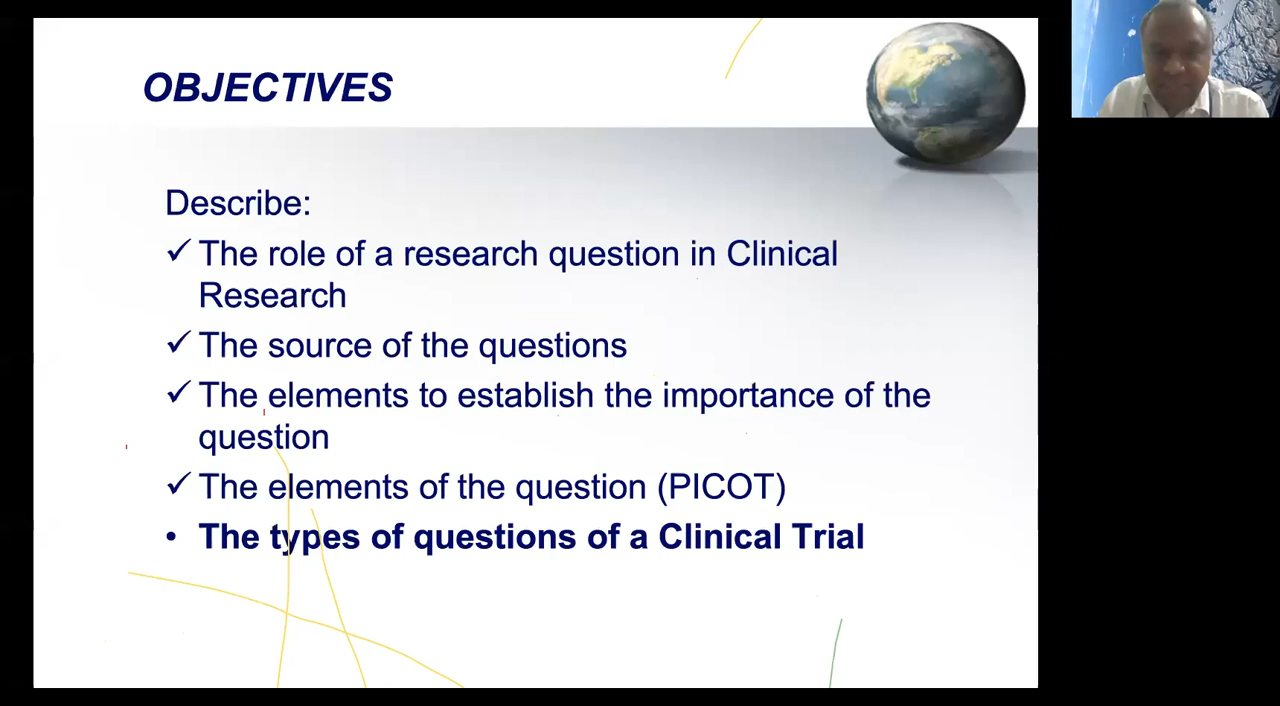 OBJECTIVES
Describe:
✓ The role of a research question in Clinical
Research
✓ The source of the questions
✓ The elements to establish the importance of the
question
✓ The elements of the question (PICOT)
• The types of questions of a Clinical Trial